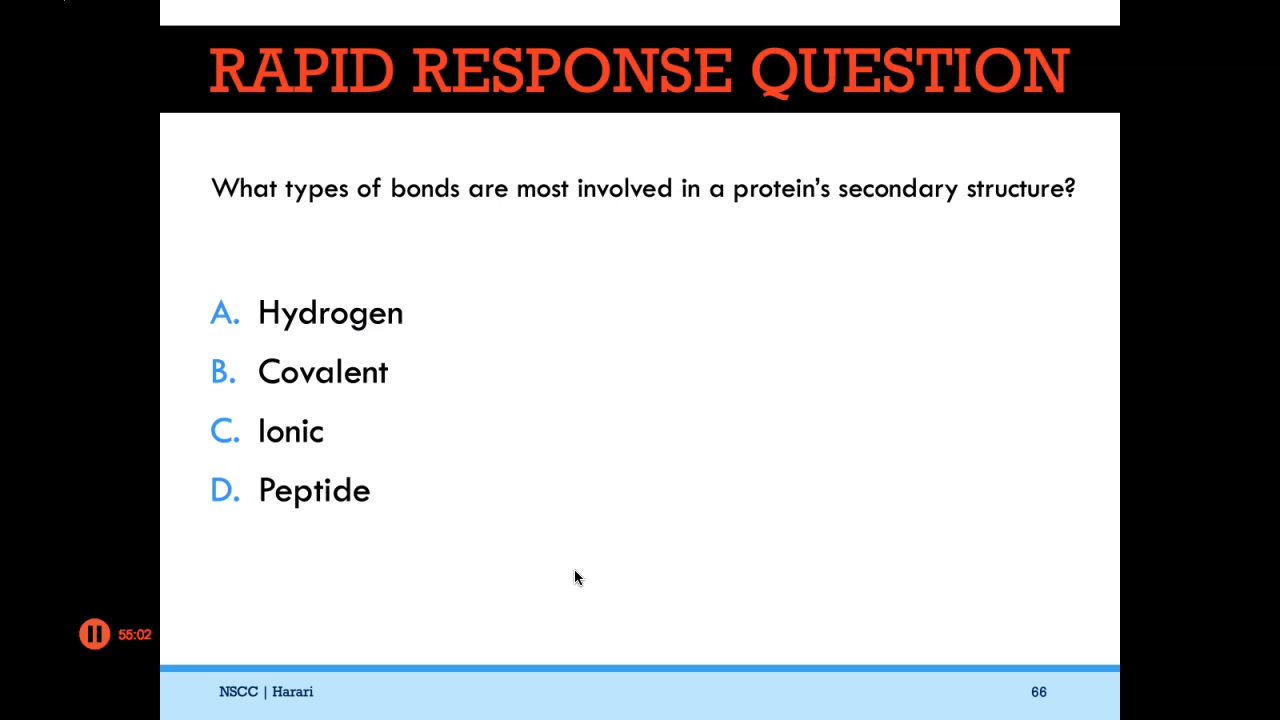 RAPID RESPONSE QUESTION
What types of bonds are most involved in a protein’s secondary structure?
A. Hydrogen
B. Covalent
C. Ionic
D. Peptide
55:02
NSCC | Harari
66